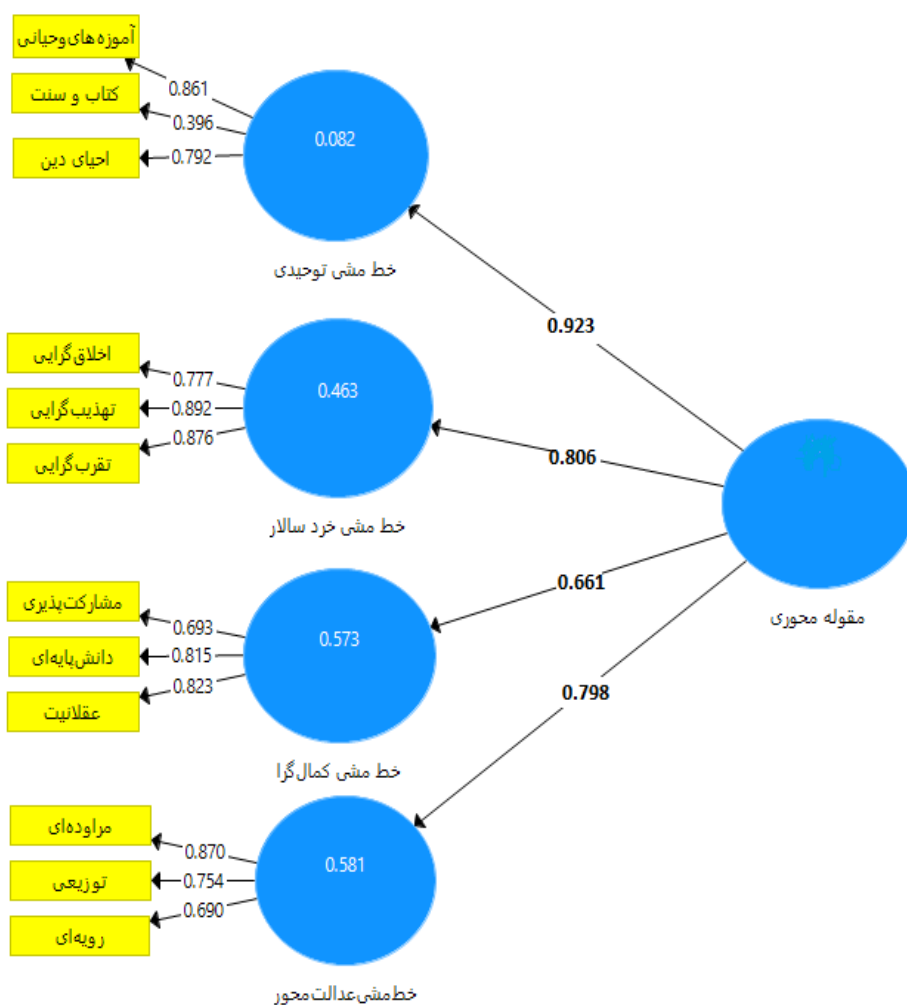 آموزه‌های‌وحیانی
0.861
کتاب و سنت
0.396
احیای دین
0.792
0.082
خط مشی توحیدی
0.923
اخلاق‌گرایی
0.777
تهذیب‌گرایی
0.892
تقرب‌گرایی
0.876
0.463
خط مشی خرد سالار
0.806
مشارکت‌پذیری
0.693
دانش‌پایه‌ای
0.815
عقلانیت
0.823
0.573
خط مشی کمال‌گرا
0.661
مراوده‌ای
0.870
توزیعی
0.754
رویه‌ای
0.690
0.581
خط‌مشی‌عدالت‌محور
0.798
مقوله محوری